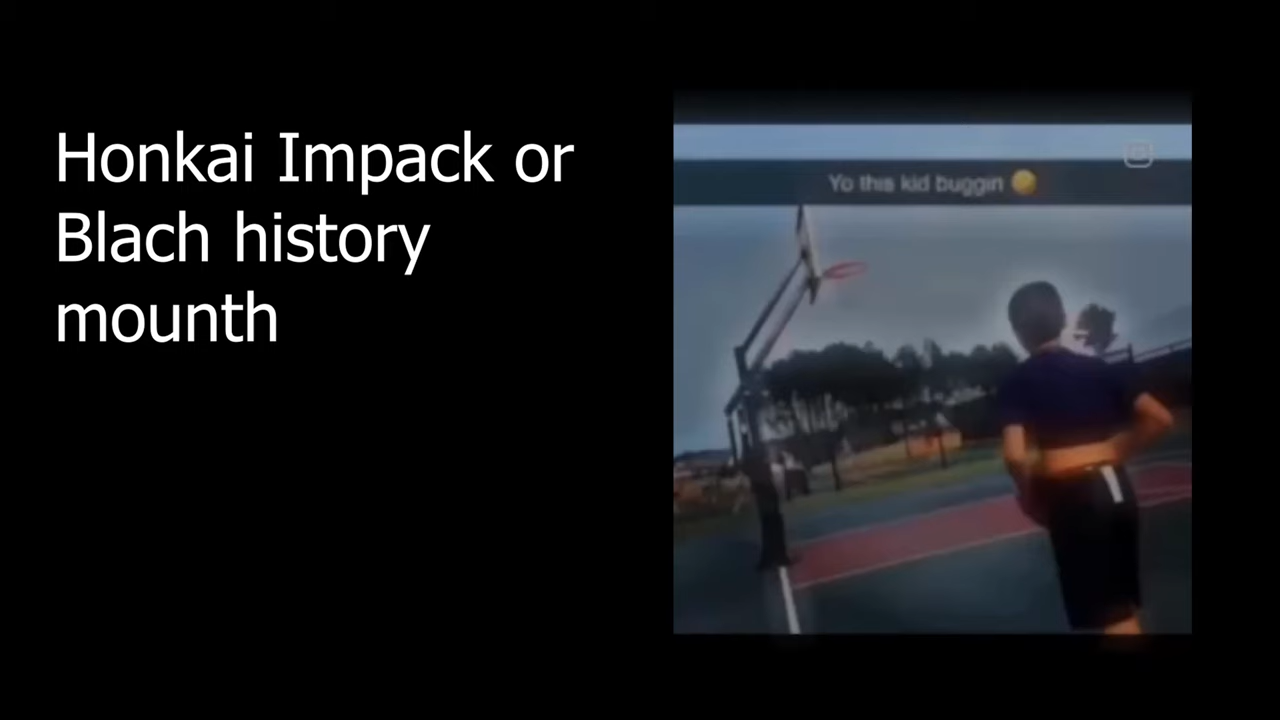 Honkai Impack or
Blach history
mounth
Yo this kid buggin 🤨